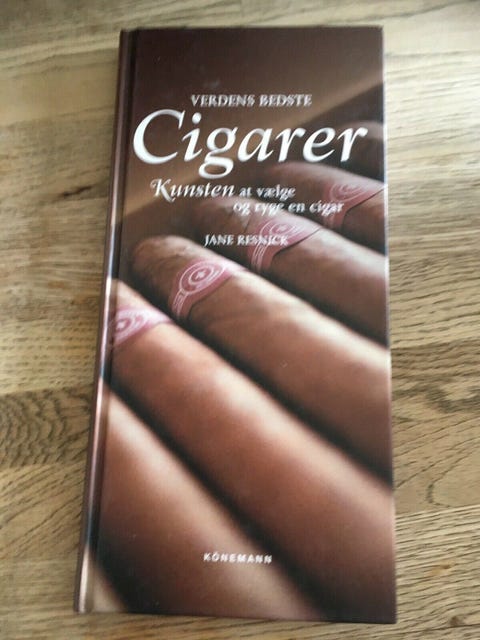 VERDENS BEDSTE
Cigarer
Kunsten at vælge
og ryge en cigar
JANE RESNICK
KÖNEMANN